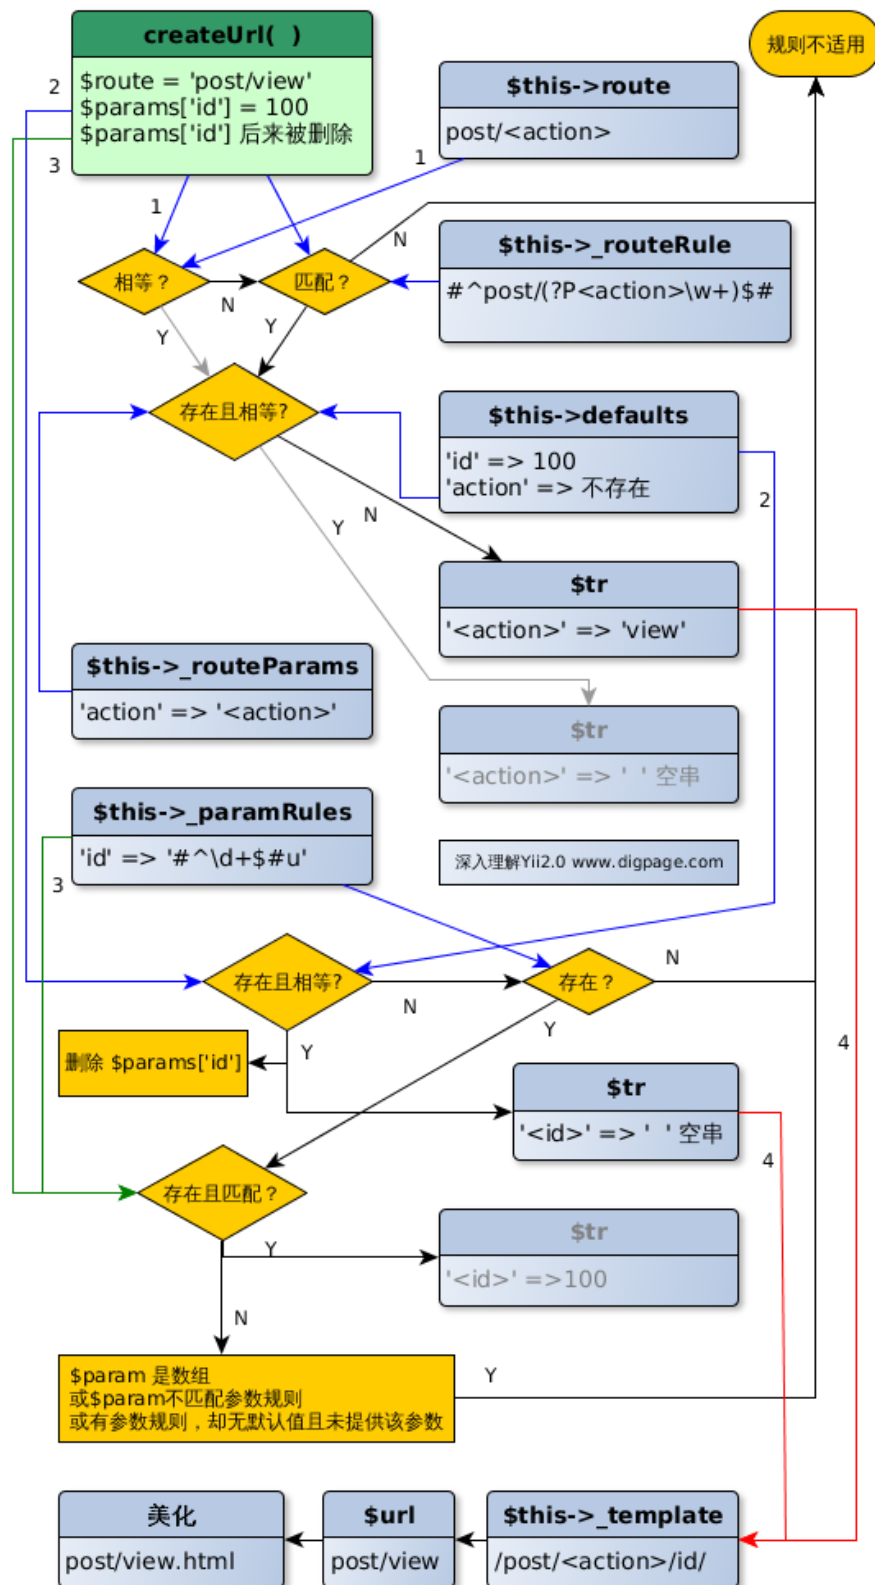 createUrl( )
$route = 'post/view'
$params['id'] = 100
$params['id'] 后来被删除
规则不适用
$this->route
post/<action>
2
3
1
1
$this->_routeRule
#^post/(?P<action>\w+)$#
相等？
N
匹配？
N
Y
Y
存在且相等?
$this->defaults
'id' => 100
'action' => 不存在
2
N
Y
$tr
'<action>' => 'view'
$this->_routeParams
'action' => '<action>'
$tr
'<action>' => ' ' 空串
$this->_paramRules
'id' => '#^\d+$#u'
3
深入理解Yii2.0 www.digpage.com
存在且相等?
N
存在？
N
Y
Y
删除 $params['id']
4
$tr
'<id>' => ' ' 空串
4
存在且匹配？
Y
$tr
'<id>' =>100
N
$param 是数组
或$param不匹配参数规则
或有参数规则，却无默认值且未提供该参数
Y
美化
post/view.html
$url
post/view
$this->_template
/post/<action>/id/